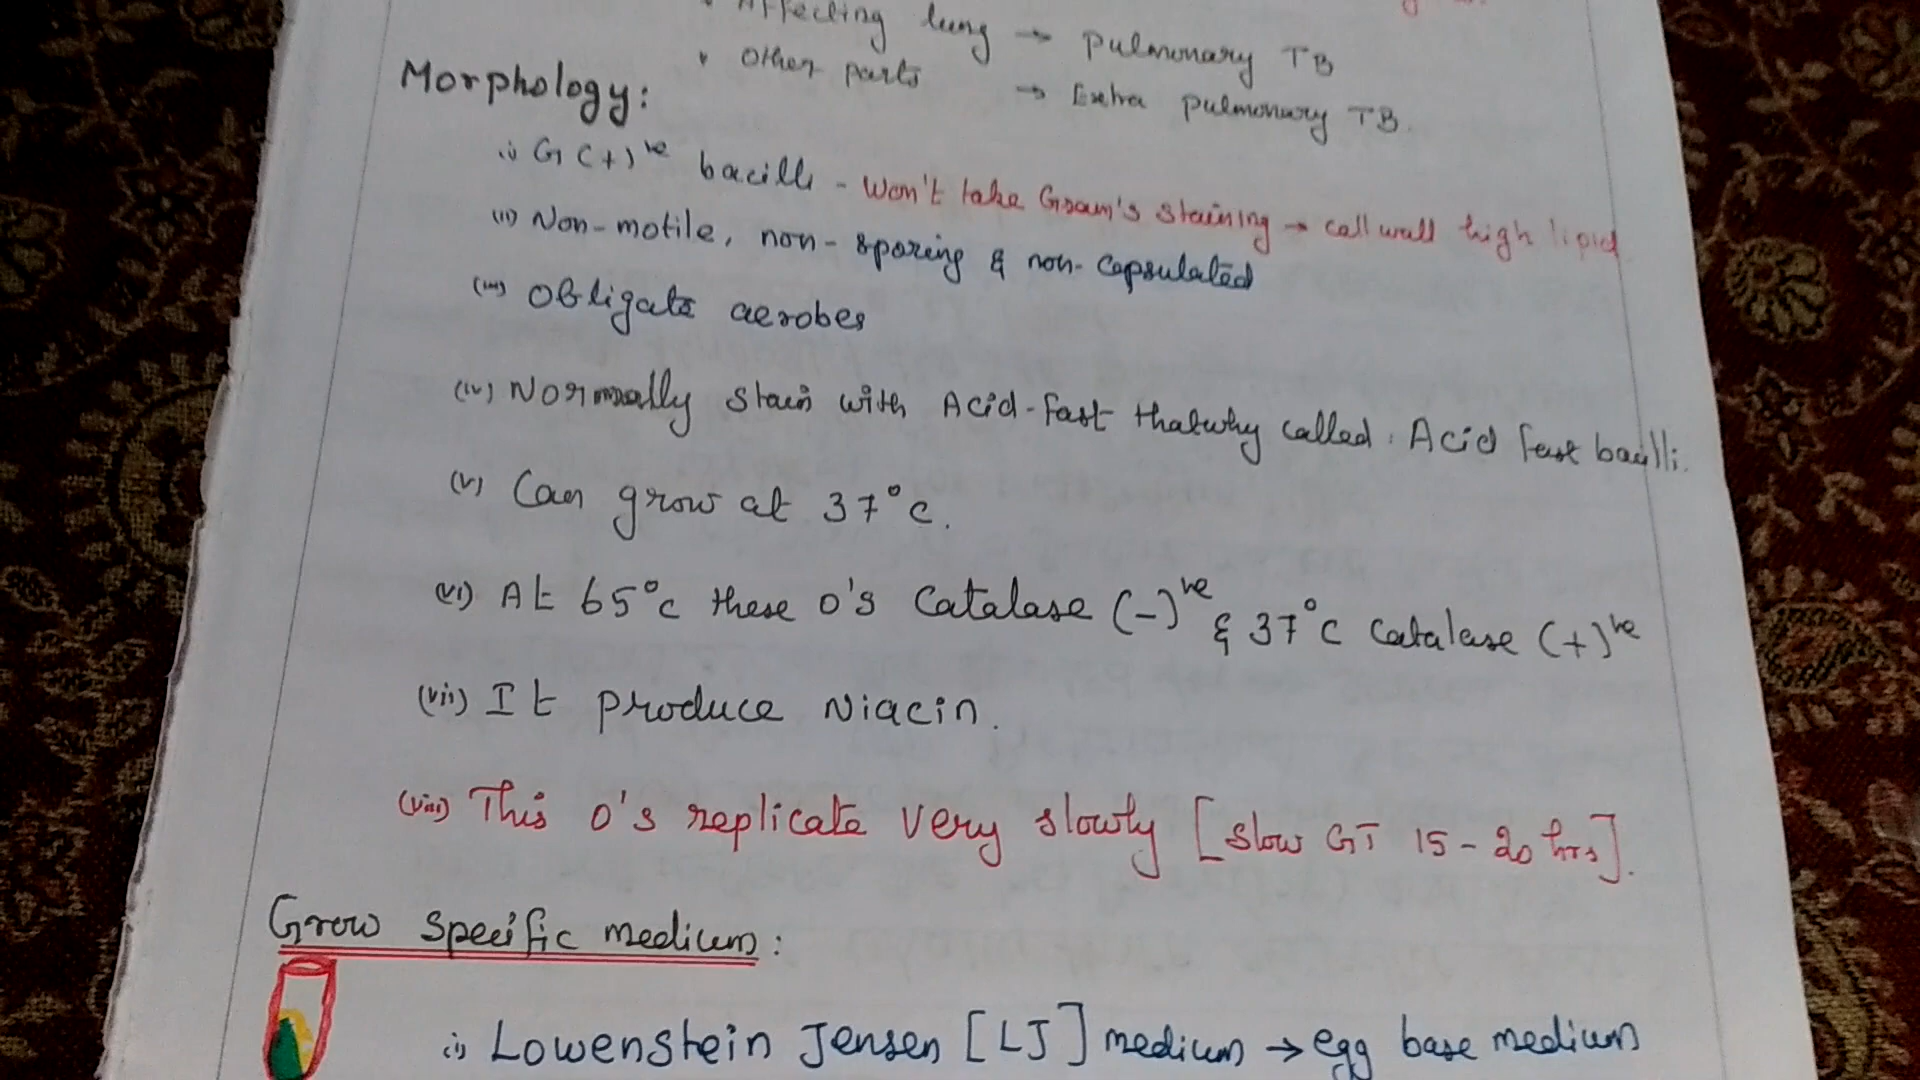 Affecting lung → Pulmonary TB
• Other parts → Extra pulmonary TB.
Morphology:
(i) G(+)ve bacilli - Won't take Gram's staining → cell wall high lipid
(ii) Non-motile, non-sporing & non-capsulated
(iii) Obligate aerobes
(iv) Normally stain with Acid-fast thatwhy called : Acid fast bacilli.
(v) Can grow at 37°c.
(vi) At 65°c these o's Catalase (-)ve & 37°c Catalase (+)ve
(vii) It produce Niacin.
(viii) This o's replicate very slowly [slow GT 15-20 hrs].
Grow specific medium:
(i) Lowenstein Jensen [LJ] medium → egg base medium